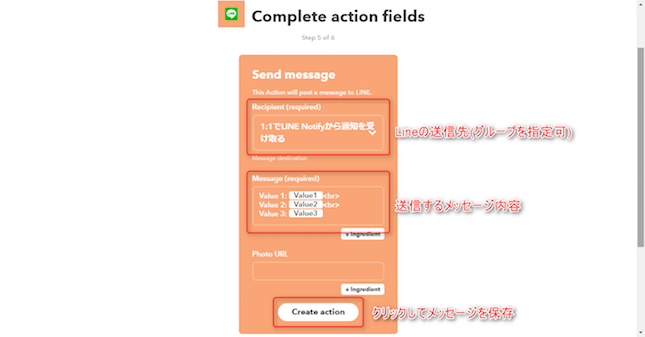 Complete action fields
Step 5 of 6
Send message
This Action will post a message to LINE.
Recipient (required)
1:1でLINE Notifyから通知を受
け取る
Lineの送信先(グループを指定可)
Message destination
Message (required)
Value 1: Value1<br>
Value 2: Value2<br>
Value 3: Value3
送信するメッセージ内容
+ Ingredient
Photo URL
+ Ingredient
Create action
クリックしてメッセージを保存